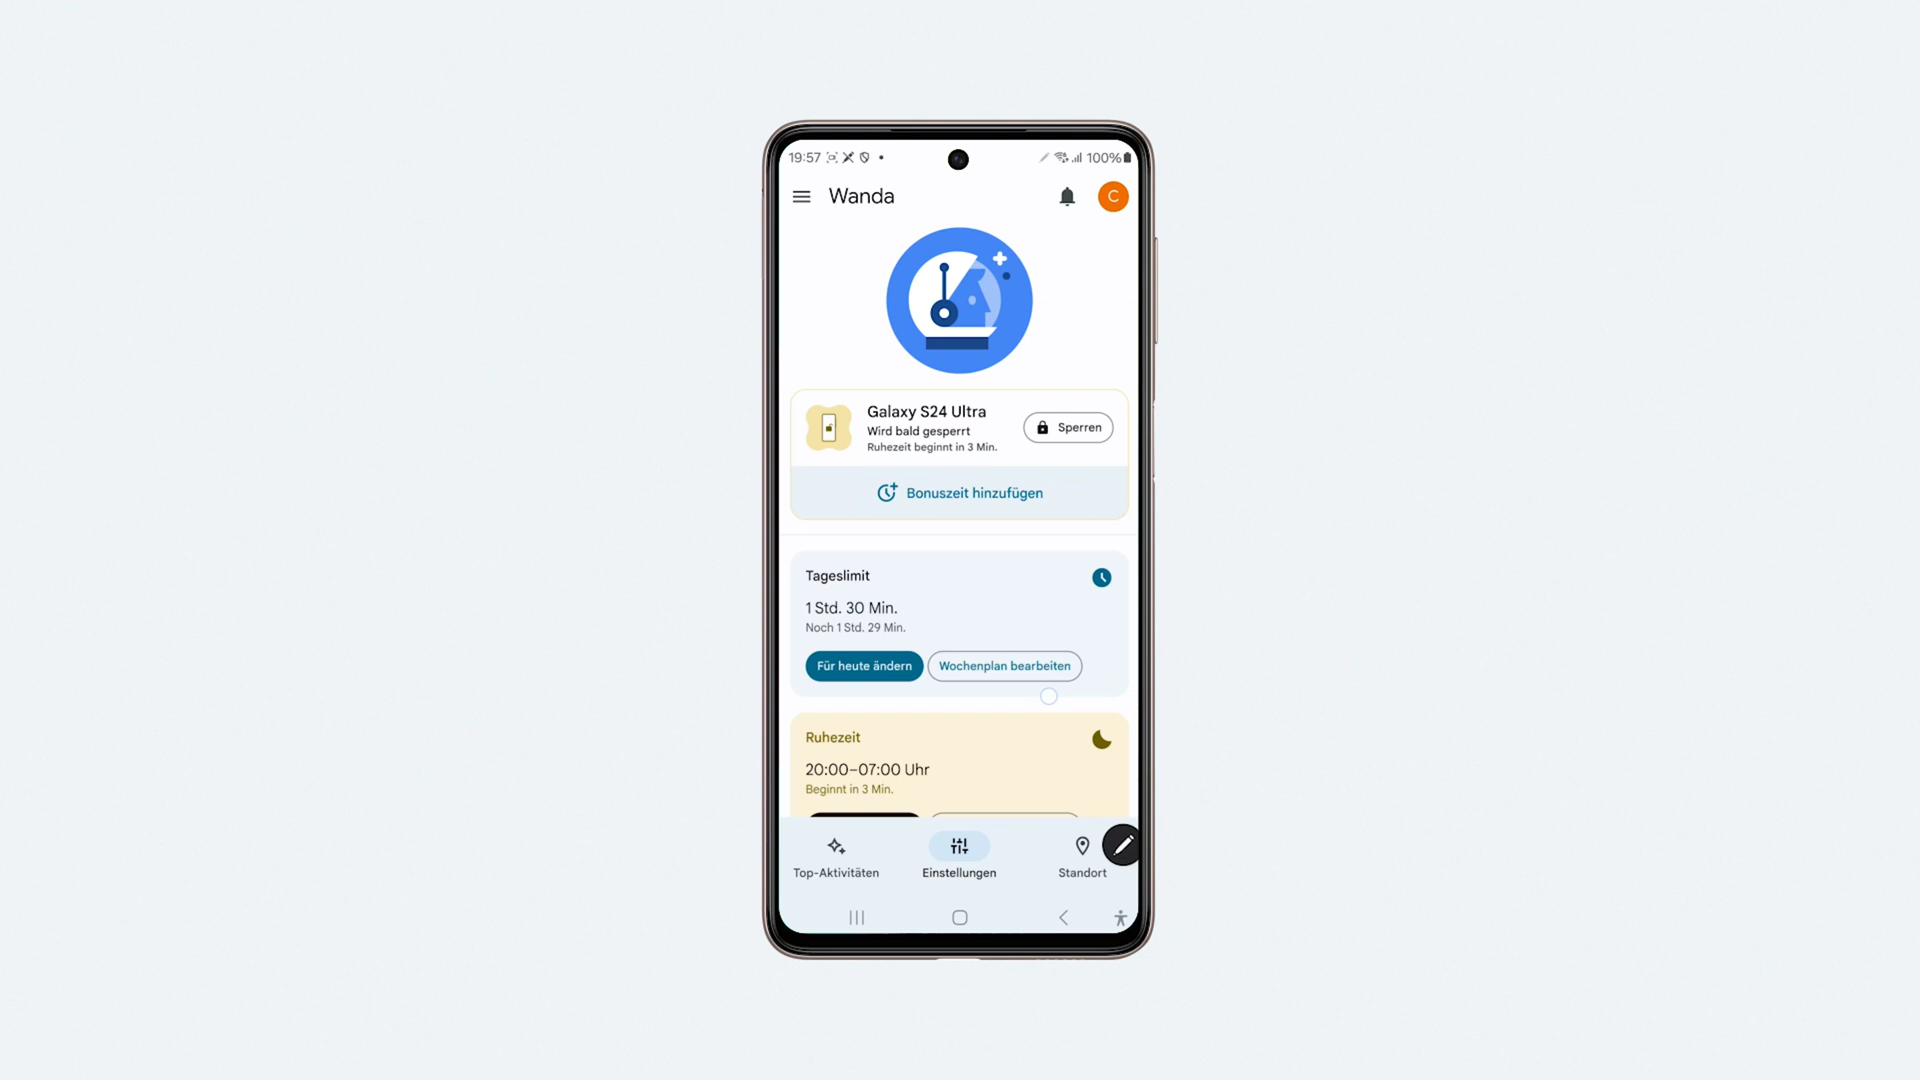 19:57
100%
Wanda
C
Galaxy S24 Ultra
Wird bald gesperrt
Ruhezeit beginnt in 3 Min.
Sperren
Bonuszeit hinzufügen
Tageslimit
1 Std. 30 Min.
Noch 1 Std. 29 Min.
Für heute ändern
Wochenplan bearbeiten
Ruhezeit
20:00–07:00 Uhr
Beginnt in 3 Min.
Top-Aktivitäten
Einstellungen
Standort